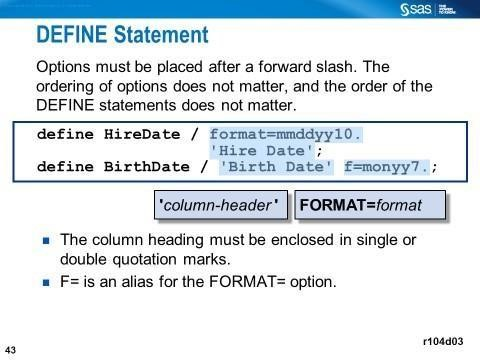 sas THE POWER TO KNOW
DEFINE Statement
Options must be placed after a forward slash. The
ordering of options does not matter, and the order of the
DEFINE statements does not matter.
define HireDate / format=mmddyy10.
'Hire Date';
define BirthDate / 'Birth Date' f=monyy7.;
'column-header'
FORMAT=format
The column heading must be enclosed in single or
double quotation marks.
F= is an alias for the FORMAT= option.
43
r104d03